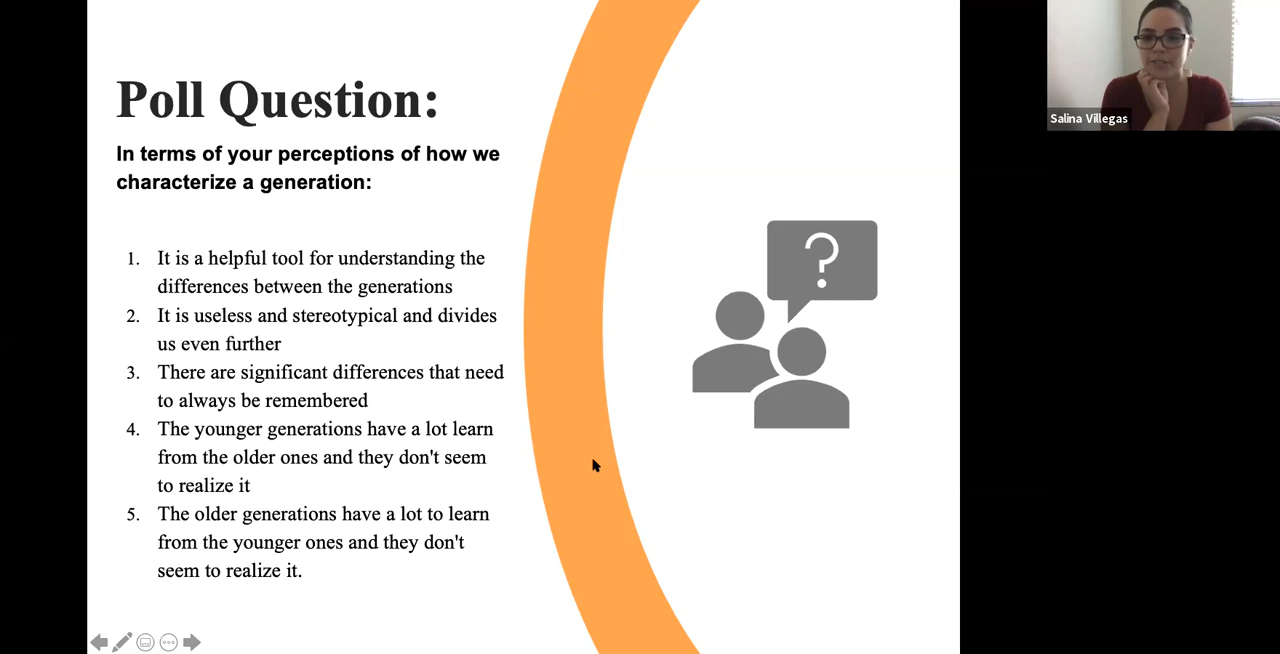 Poll Question:
In terms of your perceptions of how we
characterize a generation:
1. It is a helpful tool for understanding the
differences between the generations
2. It is useless and stereotypical and divides
us even further
3. There are significant differences that need
to always be remembered
4. The younger generations have a lot learn
from the older ones and they don't seem
to realize it
5. The older generations have a lot to learn
from the younger ones and they don't
seem to realize it.
?
Salina Villegas